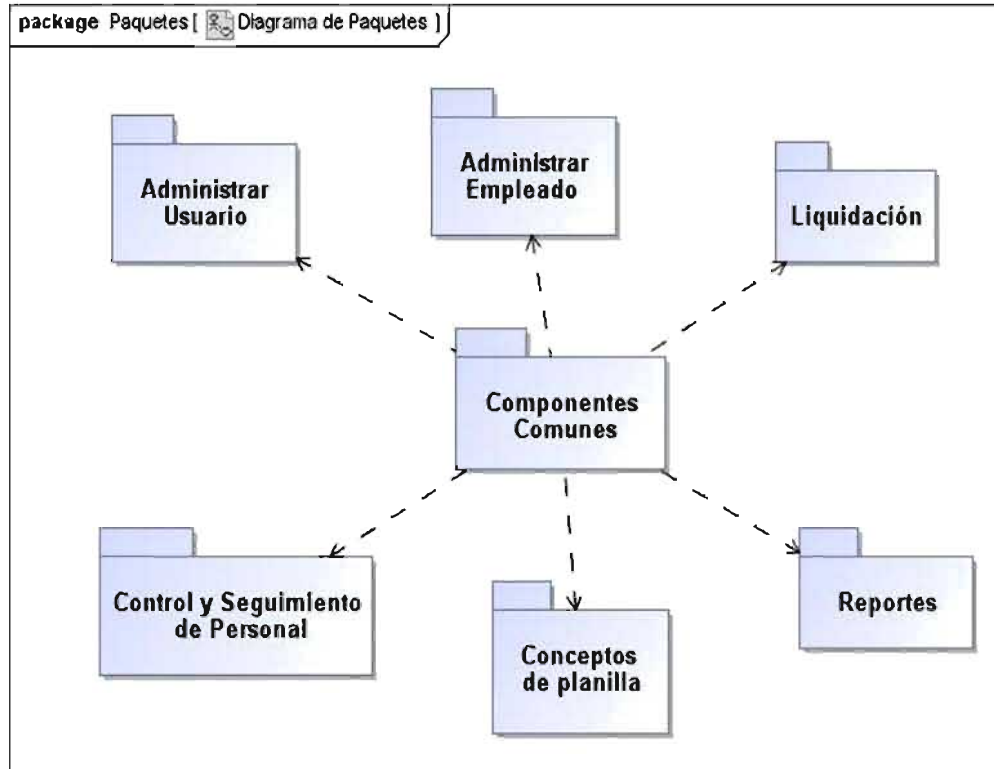 package Paquetes [ Diagrama de Paquetes ]
Administrar
Usuario
Administrar
Empleado
Liquidación
Componentes
Comunes
Control y Seguimiento
de Personal
Conceptos
de planilla
Reportes